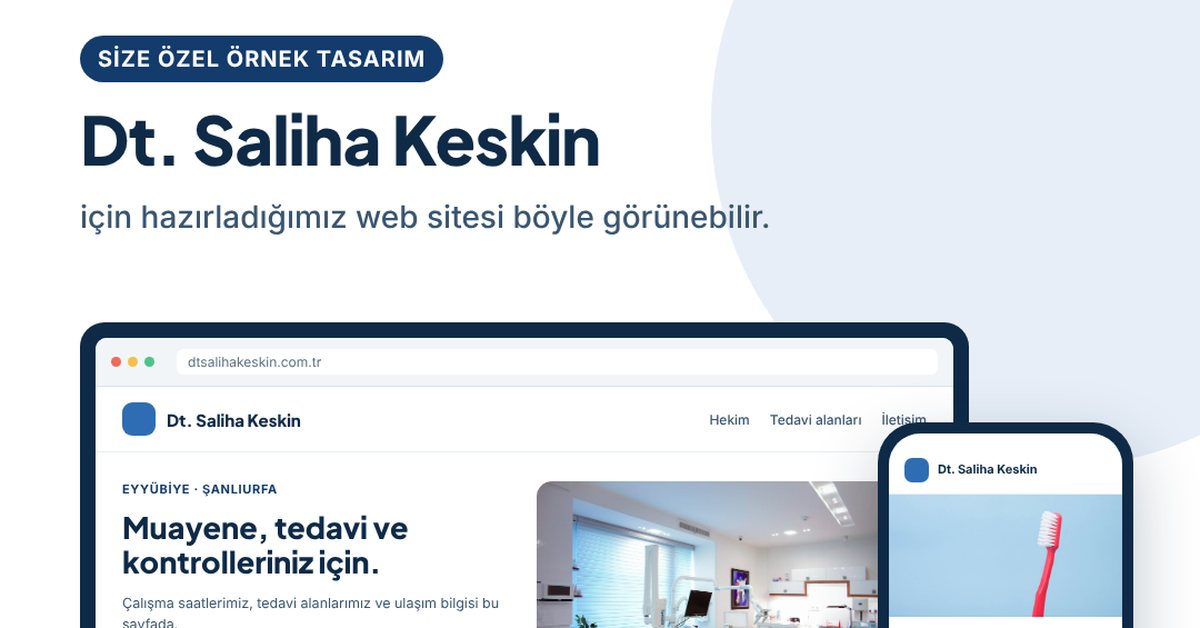 SİZE ÖZEL ÖRNEK TASARIM
Dt. Saliha Keskin
için hazırladığımız web sitesi böyle görünebilir.
dtsalihakeskin.com.tr
Dt. Saliha Keskin
Hekim Tedavi alanları İletişim
Dt. Saliha Keskin
EYYÜBİYE · ŞANLIURFA
Muayene, tedavi ve
kontrolleriniz için.
Çalışma saatlerimiz, tedavi alanlarımız ve ulaşım bilgisi bu
sayfada.